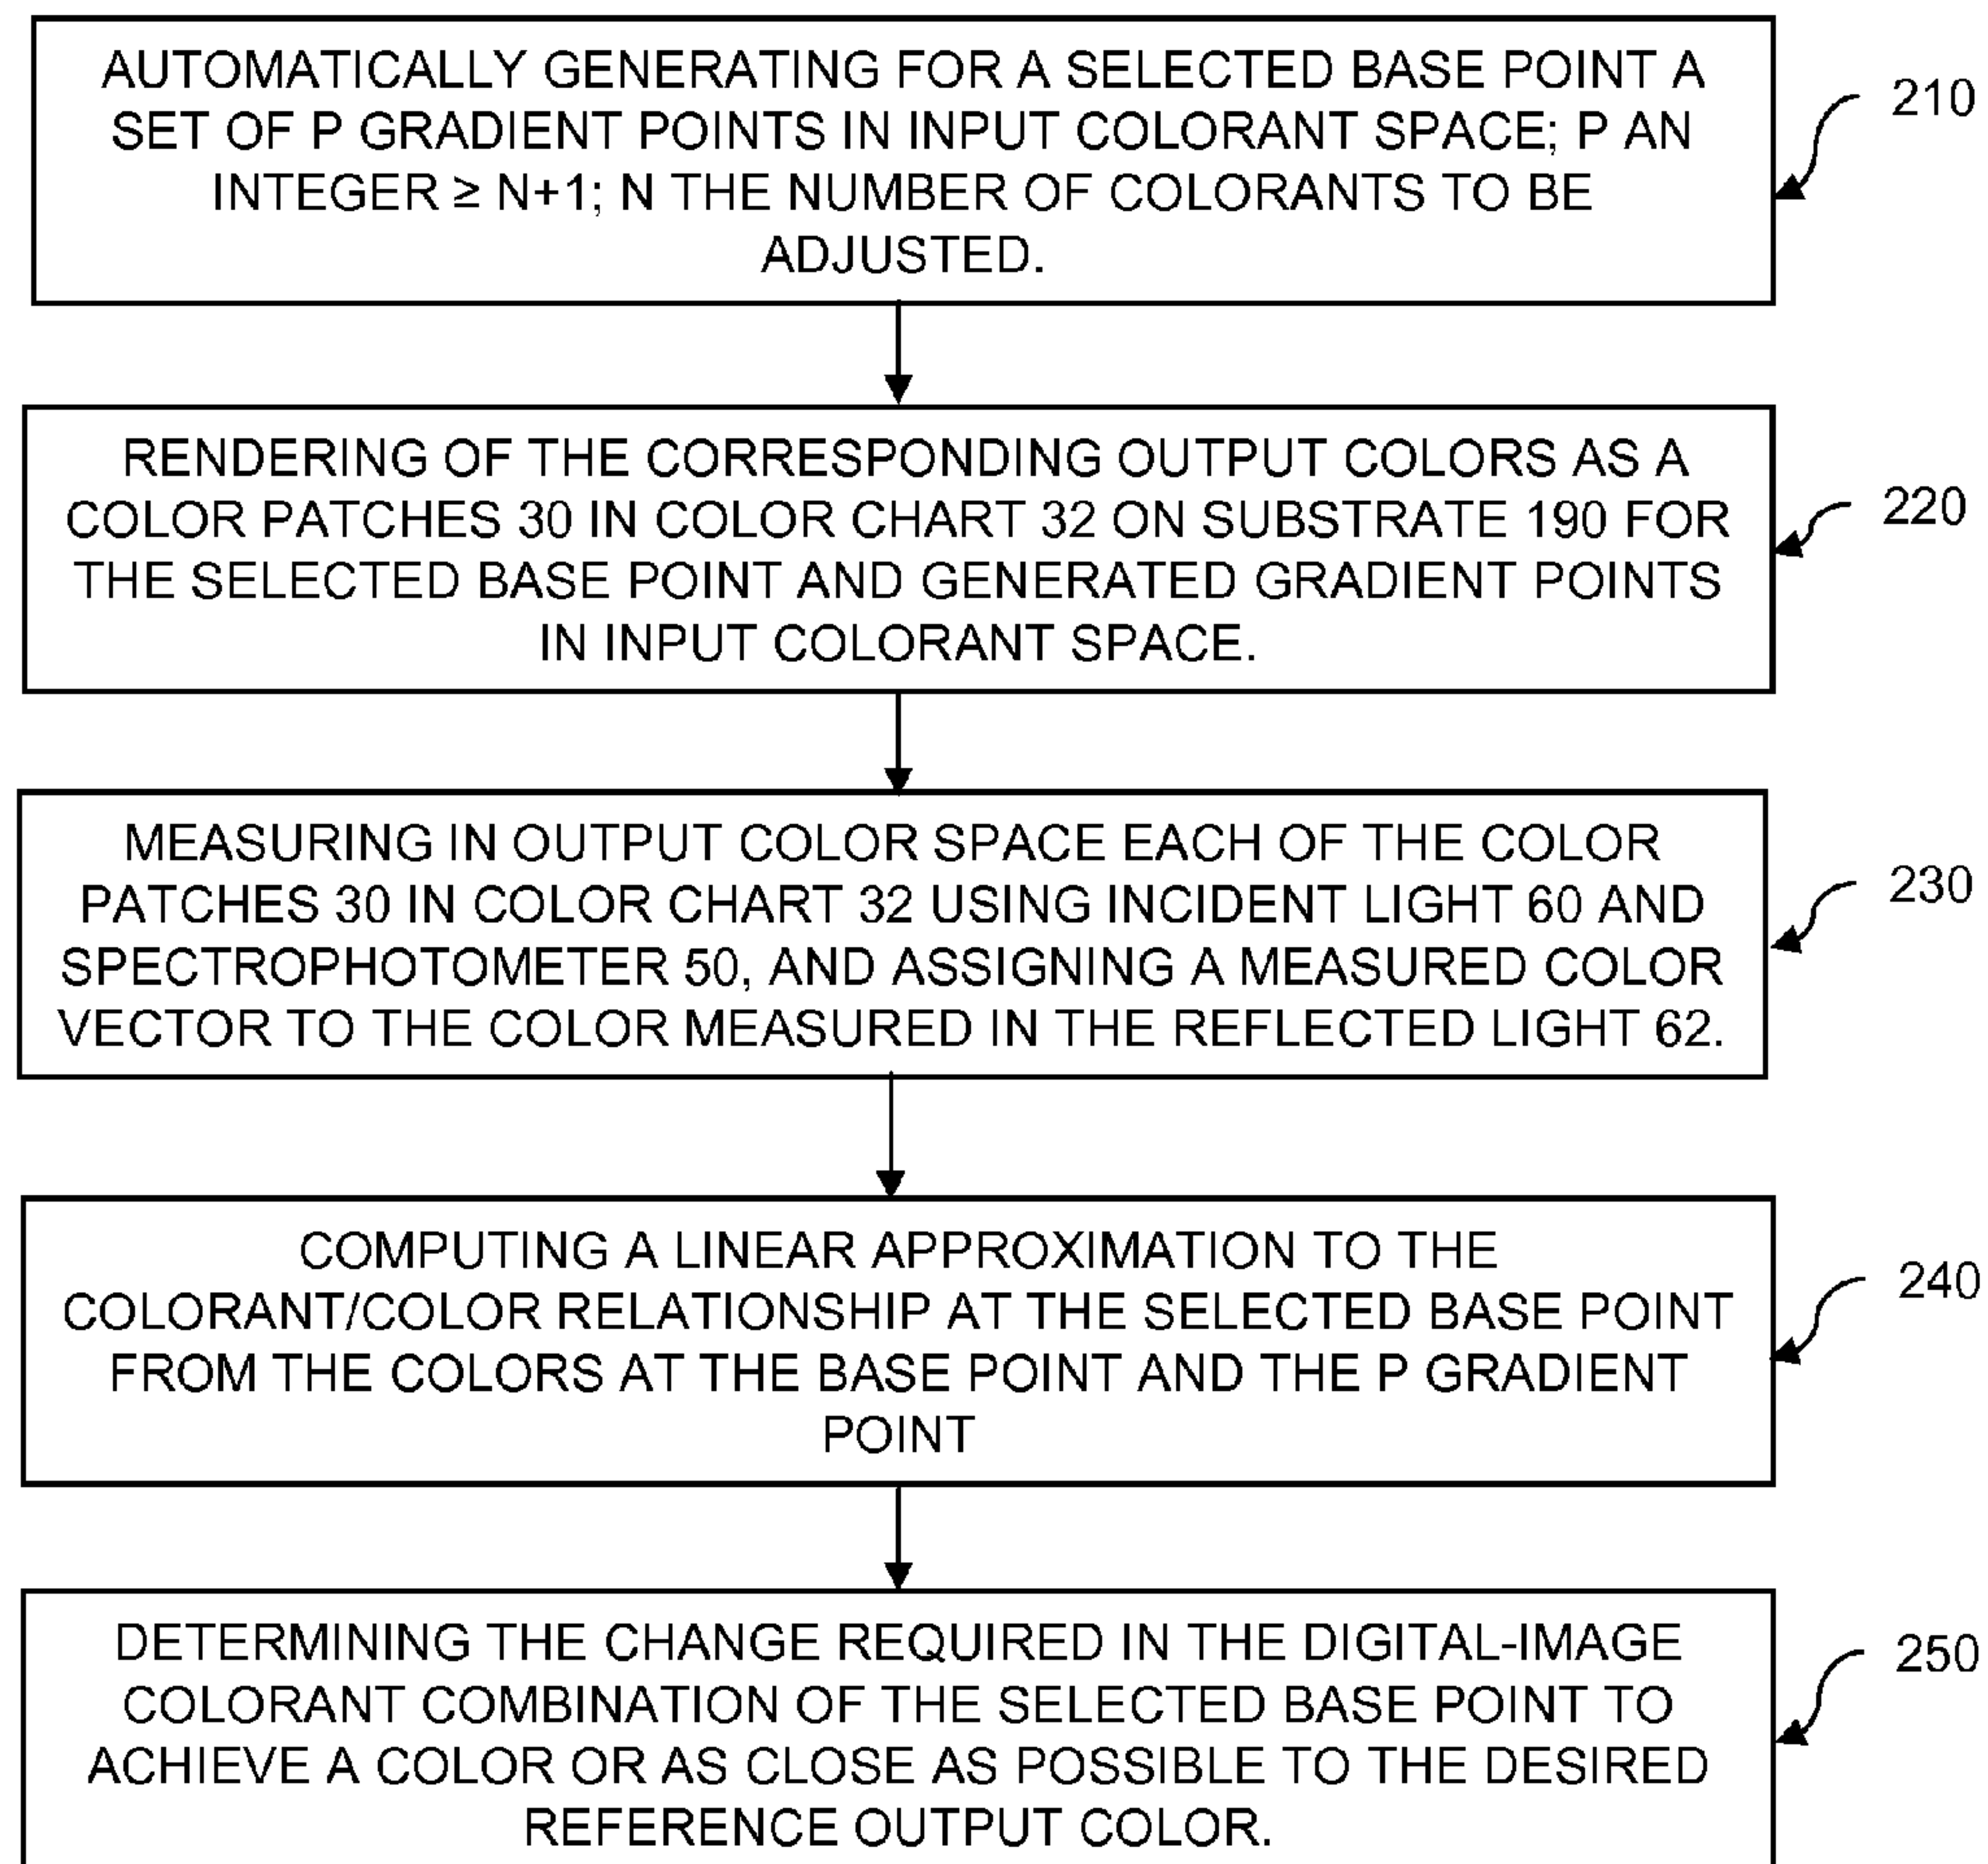 AUTOMATICALLY GENERATING FOR A SELECTED BASE POINT A
SET OF P GRADIENT POINTS IN INPUT COLORANT SPACE; P AN
INTEGER ≥ N+1; N THE NUMBER OF COLORANTS TO BE
ADJUSTED.
210
RENDERING OF THE CORRESPONDING OUTPUT COLORS AS A
COLOR PATCHES 30 IN COLOR CHART 32 ON SUBSTRATE 190 FOR
THE SELECTED BASE POINT AND GENERATED GRADIENT POINTS
IN INPUT COLORANT SPACE.
220
MEASURING IN OUTPUT COLOR SPACE EACH OF THE COLOR
PATCHES 30 IN COLOR CHART 32 USING INCIDENT LIGHT 60 AND
SPECTROPHOTOMETER 50, AND ASSIGNING A MEASURED COLOR
VECTOR TO THE COLOR MEASURED IN THE REFLECTED LIGHT 62.
230
COMPUTING A LINEAR APPROXIMATION TO THE
COLORANT/COLOR RELATIONSHIP AT THE SELECTED BASE POINT
FROM THE COLORS AT THE BASE POINT AND THE P GRADIENT
POINT
240
DETERMINING THE CHANGE REQUIRED IN THE DIGITAL-IMAGE
COLORANT COMBINATION OF THE SELECTED BASE POINT TO
ACHIEVE A COLOR OR AS CLOSE AS POSSIBLE TO THE DESIRED
REFERENCE OUTPUT COLOR.
250